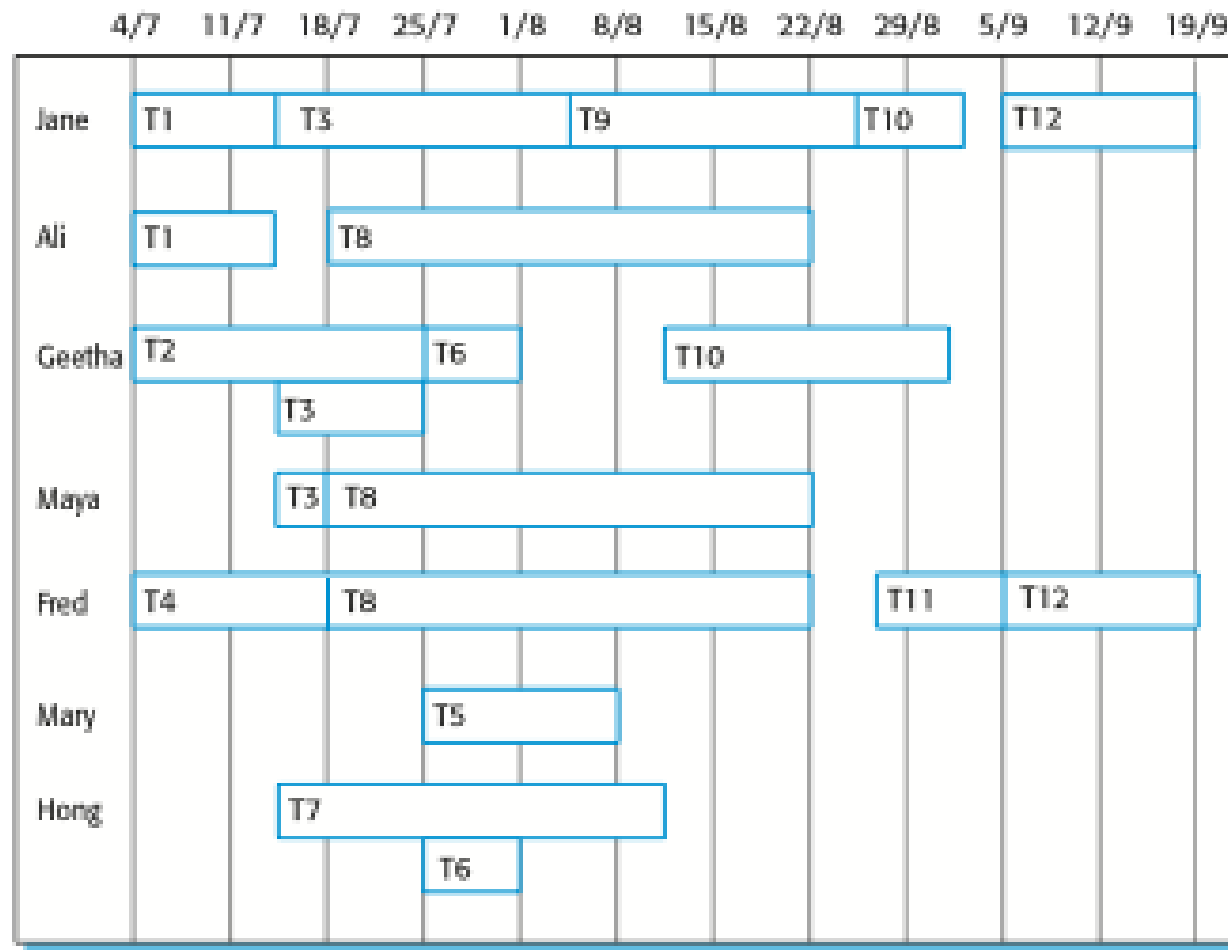 4/7 11/7 18/7 25/7 1/8 8/8 15/8 22/8 29/8 5/9 12/9 19/9
Jane T1 T3 T9 T10 T12
Ali T1 T8
Geetha T2 T6 T10
T3
Maya T3 T8
Fred T4 T8 T11 T12
Mary T5
Hong T7
T6